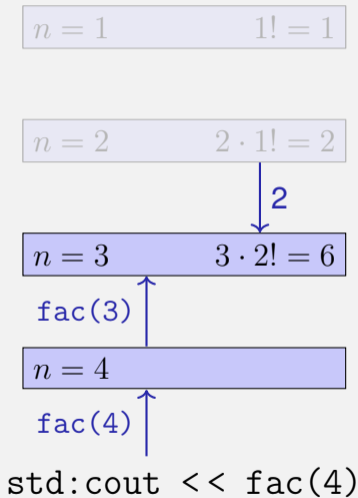 n = 1 1! = 1
n = 2 2 · 1! = 2
2
n = 3 3 · 2! = 6
fac(3)
n = 4
fac(4)
std:cout << fac(4)